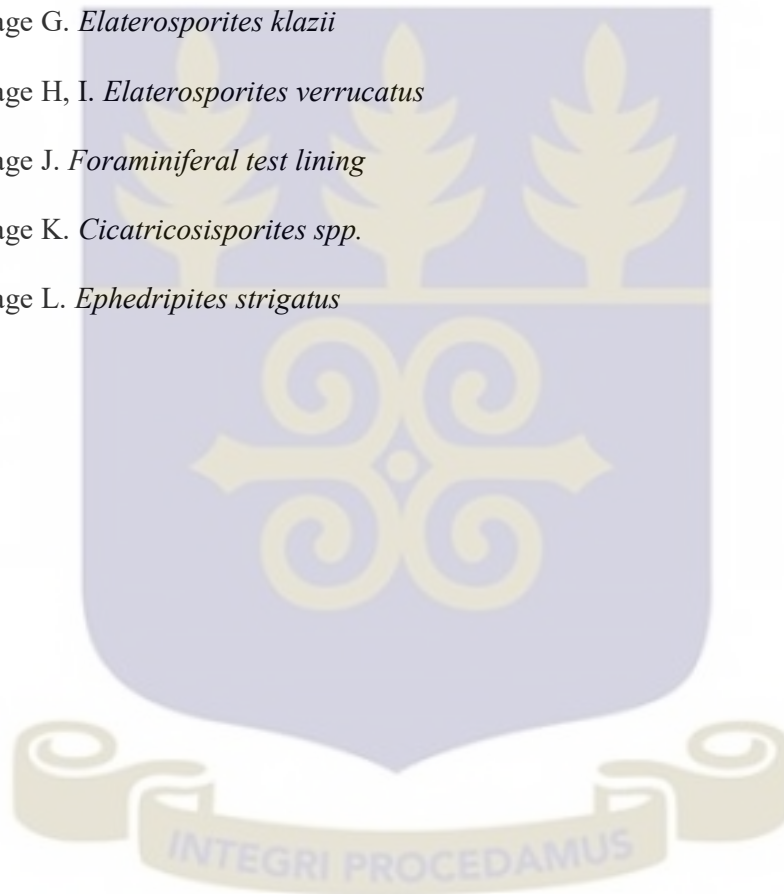 age G. Elaterosporites klazii
age H, I. Elaterosporites verrucatus
age J. Foraminiferal test lining
age K. Cicatricosisporites spp.
age L. Ephedripites strigatus
INTEGRI PROCEDAMUS